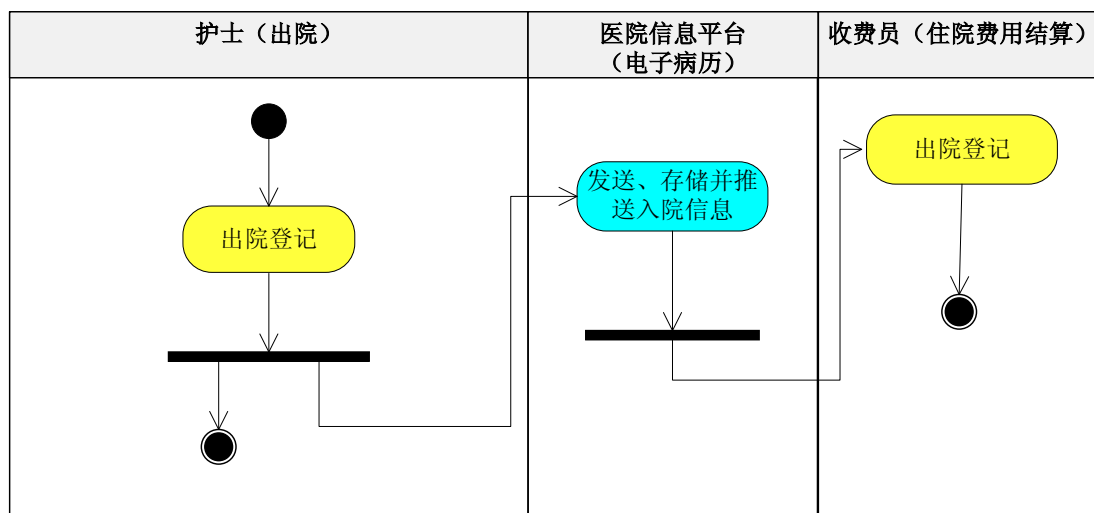 护士（出院）
医院信息平台
（电子病历）
收费员（住院费用结算）
出院登记
发送、存储并推
送入院信息
出院登记